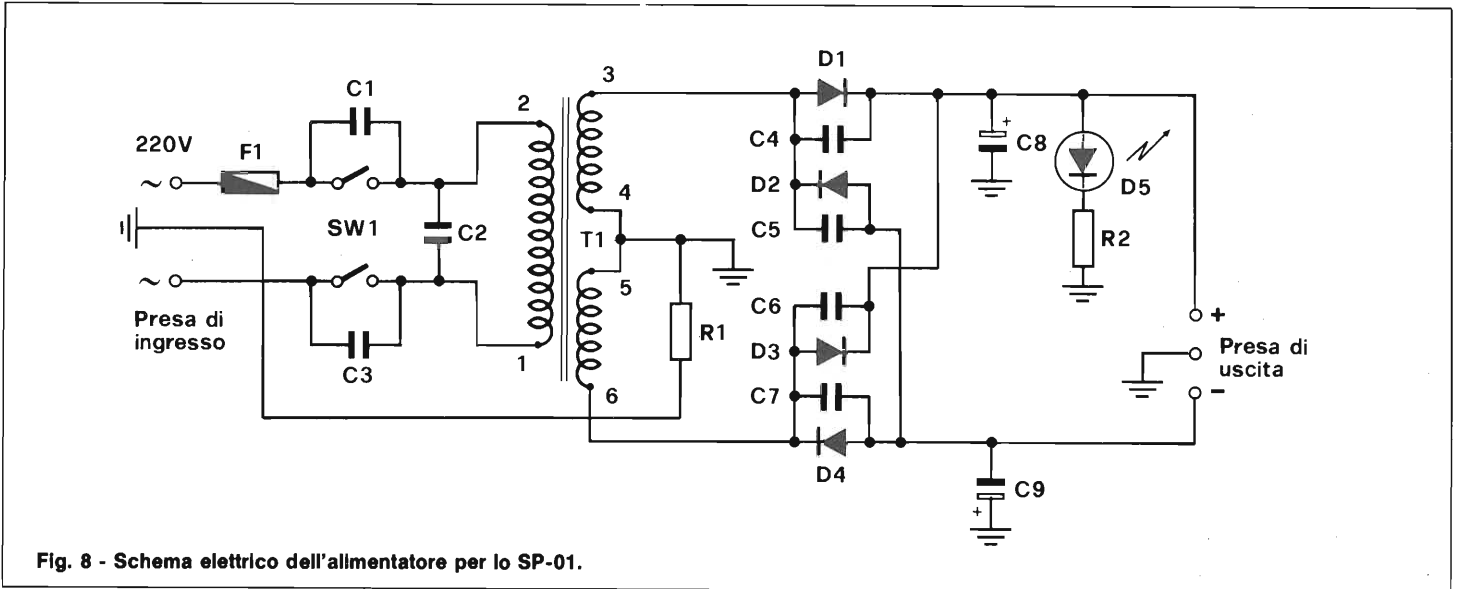 D1
3
C1
2
C4
220V
F1
+
C8
D2
D5
4
C5
SW1
C2
T1
R2
5
C6
+
Presa di
ingresso
R1
D3
Presa di
uscita
1
C3
6
C7
−
D4
C9
+
Fig. 8 - Schema elettrico dell'alimentatore per lo SP-01.